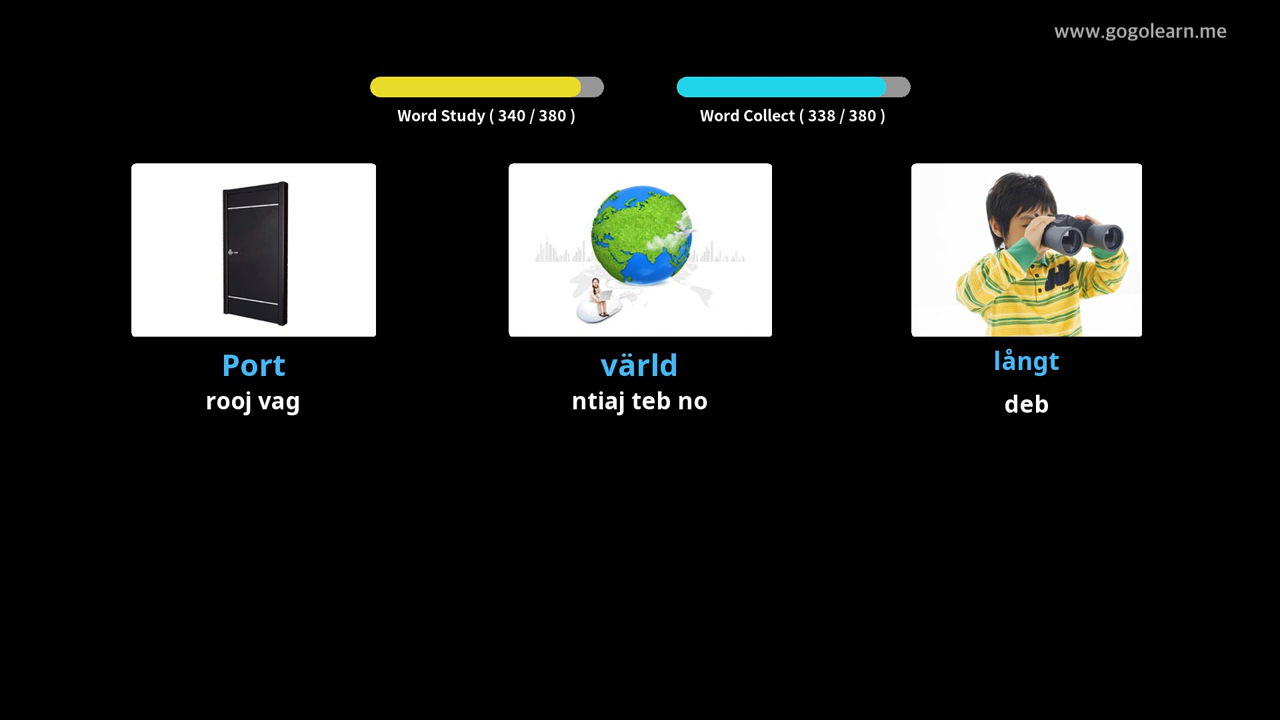 www.gogolearn.me
Word Study ( 340 / 380 )
Word Collect ( 338 / 380 )
Port
rooj vag
värld
ntiaj teb no
långt
deb